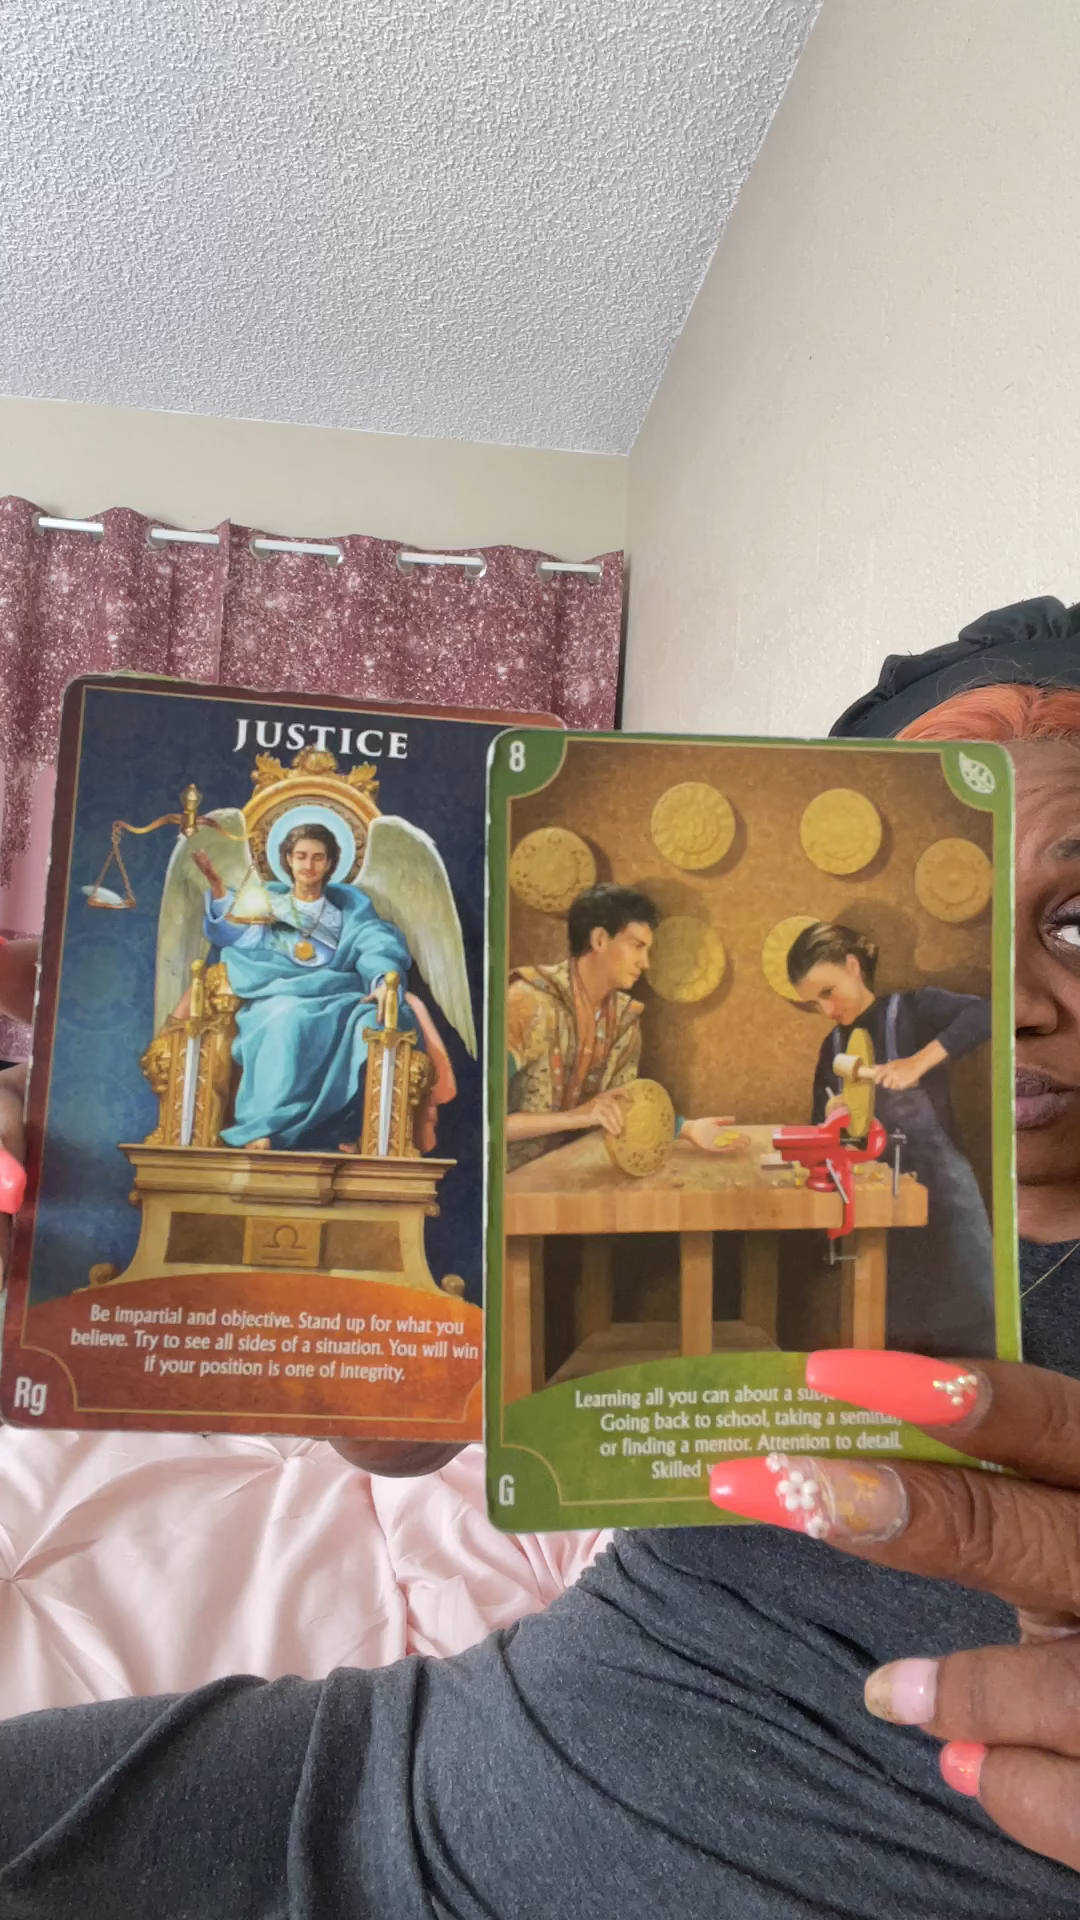 JUSTICE
Be impartial and objective. Stand up for what you
believe. Try to see all sides of a situation. You will win
if your position is one of integrity.
Rg
8
Learning all you can about a
Going back to school, taking a seminar,
or finding a mentor. Attention to detail.
Skilled
G